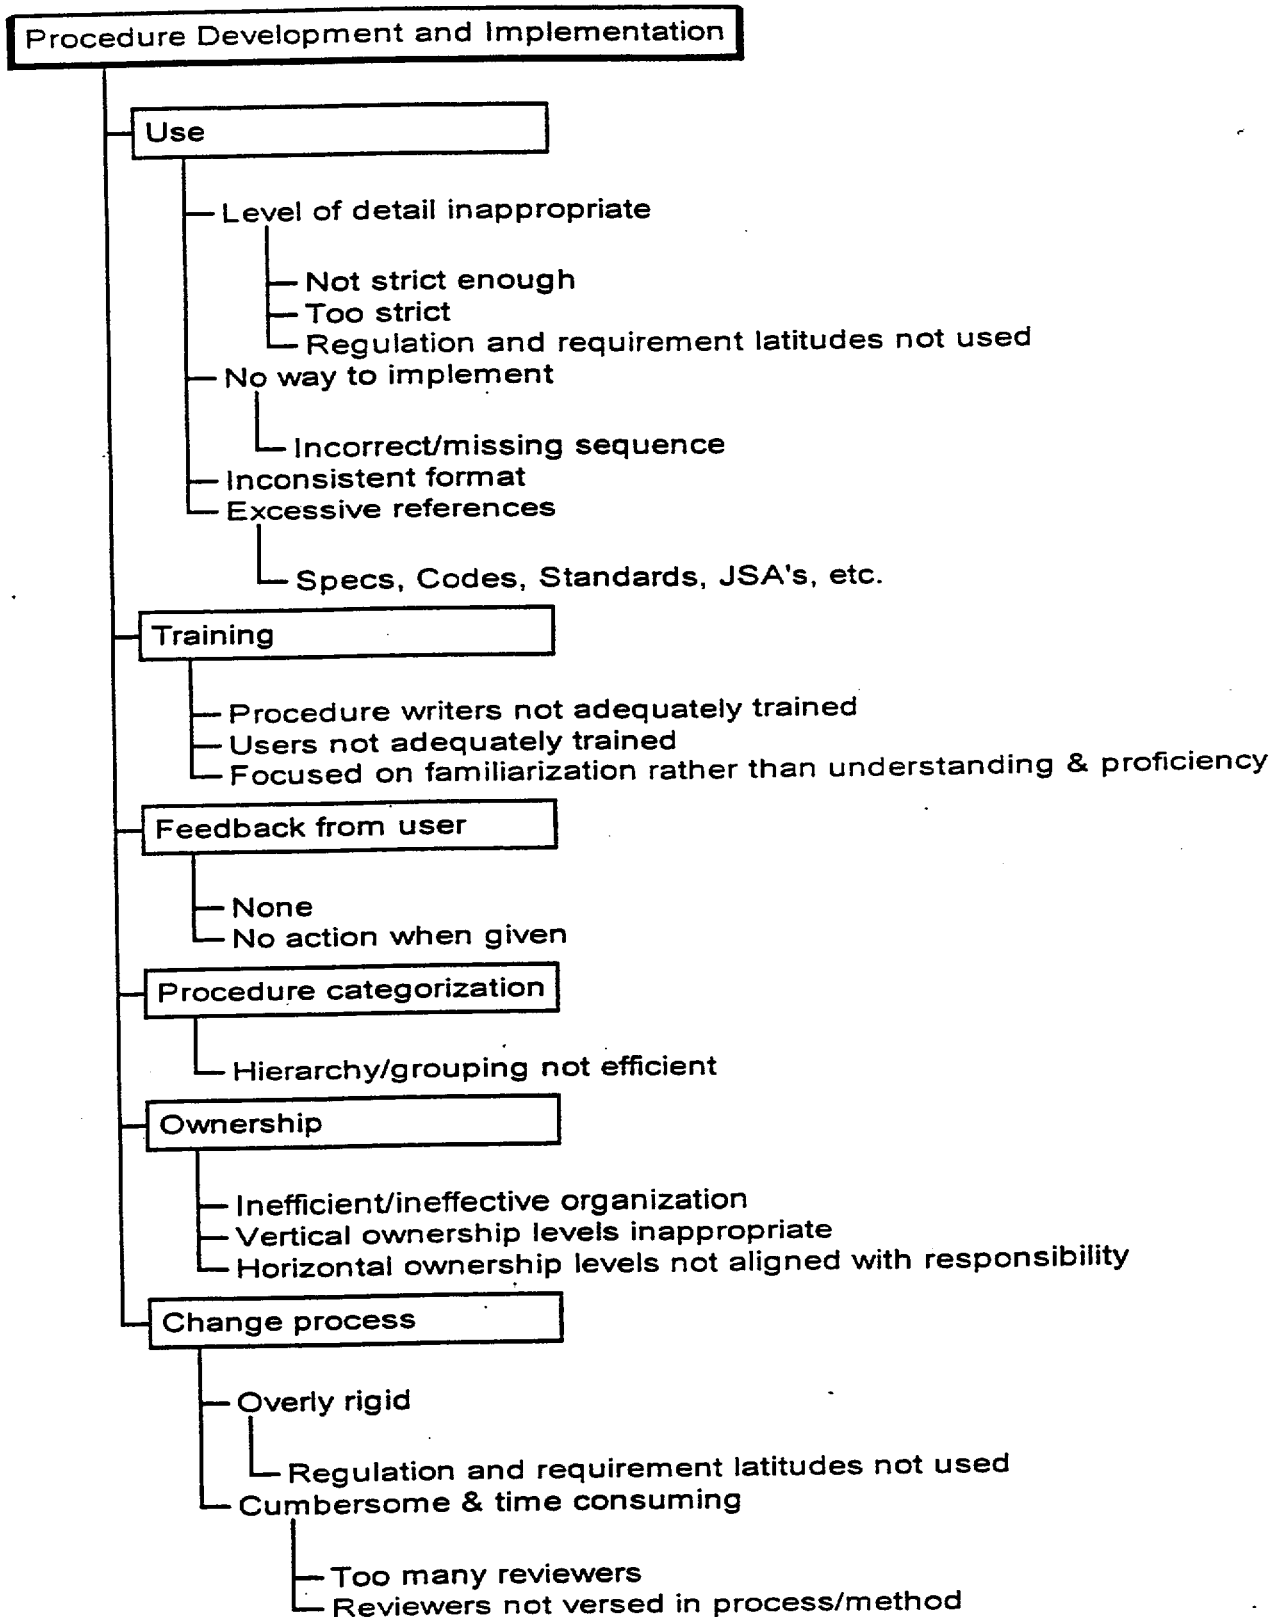 Procedure Development and Implementation
Use
Level of detail inappropriate
Not strict enough
Too strict
Regulation and requirement latitudes not used
No way to implement
Incorrect/missing sequence
Inconsistent format
Excessive references
Specs, Codes, Standards, JSA's, etc.
Training
Procedure writers not adequately trained
Users not adequately trained
Focused on familiarization rather than understanding & proficiency
Feedback from user
None
No action when given
Procedure categorization
Hierarchy/grouping not efficient
Ownership
Inefficient/ineffective organization
Vertical ownership levels inappropriate
Horizontal ownership levels not aligned with responsibility
Change process
Overly rigid
Regulation and requirement latitudes not used
Cumbersome & time consuming
Too many reviewers
Reviewers not versed in process/method